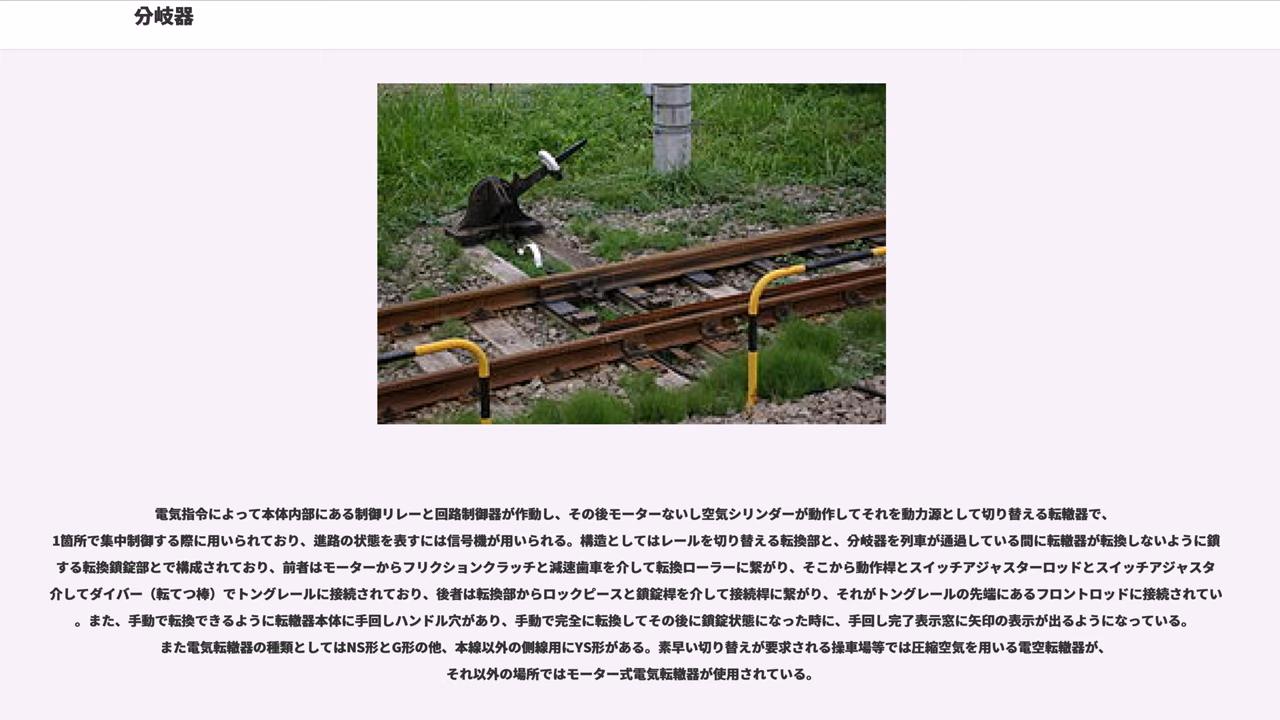 分岐器
電気指令によって本体内部にある制御リレーと回路制御器が作動し、その後モーターないし空気シリンダーが動作してそれを動力源として切り替える転轍機で、
1箇所で集中制御する際に用いられており、進路の状態を表すには信号機が用いられる。構造としてはレールを切り替える転換部と、分岐器を列車が通過している間に転轍器が転換しないように鎖
する転換鎖錠部とで構成されており、前者はモーターからフリクションクラッチと減速歯車を介して転換ローラーに繋がり、そこから動作桿とスイッチアジャスターロッドとスイッチアジャスタ
介してダイバー（転てつ棒）でトングレールに接続されており、後者は転換部からロックピースと鎖錠桿を介して接続桿に繋がり、それがトングレールの先端にあるフロントロッドに接続されてい
。また、手動で転換できるように転轍器本体に手回しハンドル穴があり、手動で完全に転換してその後に鎖錠状態になった時に、手回し完了表示窓に矢印の表示が出るようになっている。
また電気転轍器の種類としてはNS形とG形の他、本線以外の側線用にYS形がある。素早い切り替えが要求される操車場等では圧縮空気を用いる電空転轍器が、
それ以外の場所ではモーター式電気転轍器が使用されている。